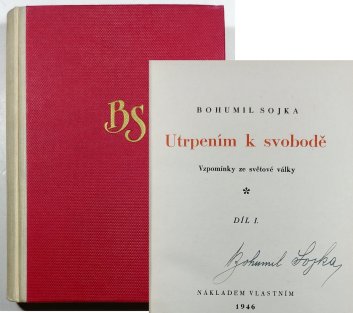 BS
BOHUMIL SOJKA
Utrpením k svobodě
Vzpomínky ze světové války
*
DÍL I.
Bohumil Sojka
NÁKLADEM VLASTNÍM
1946